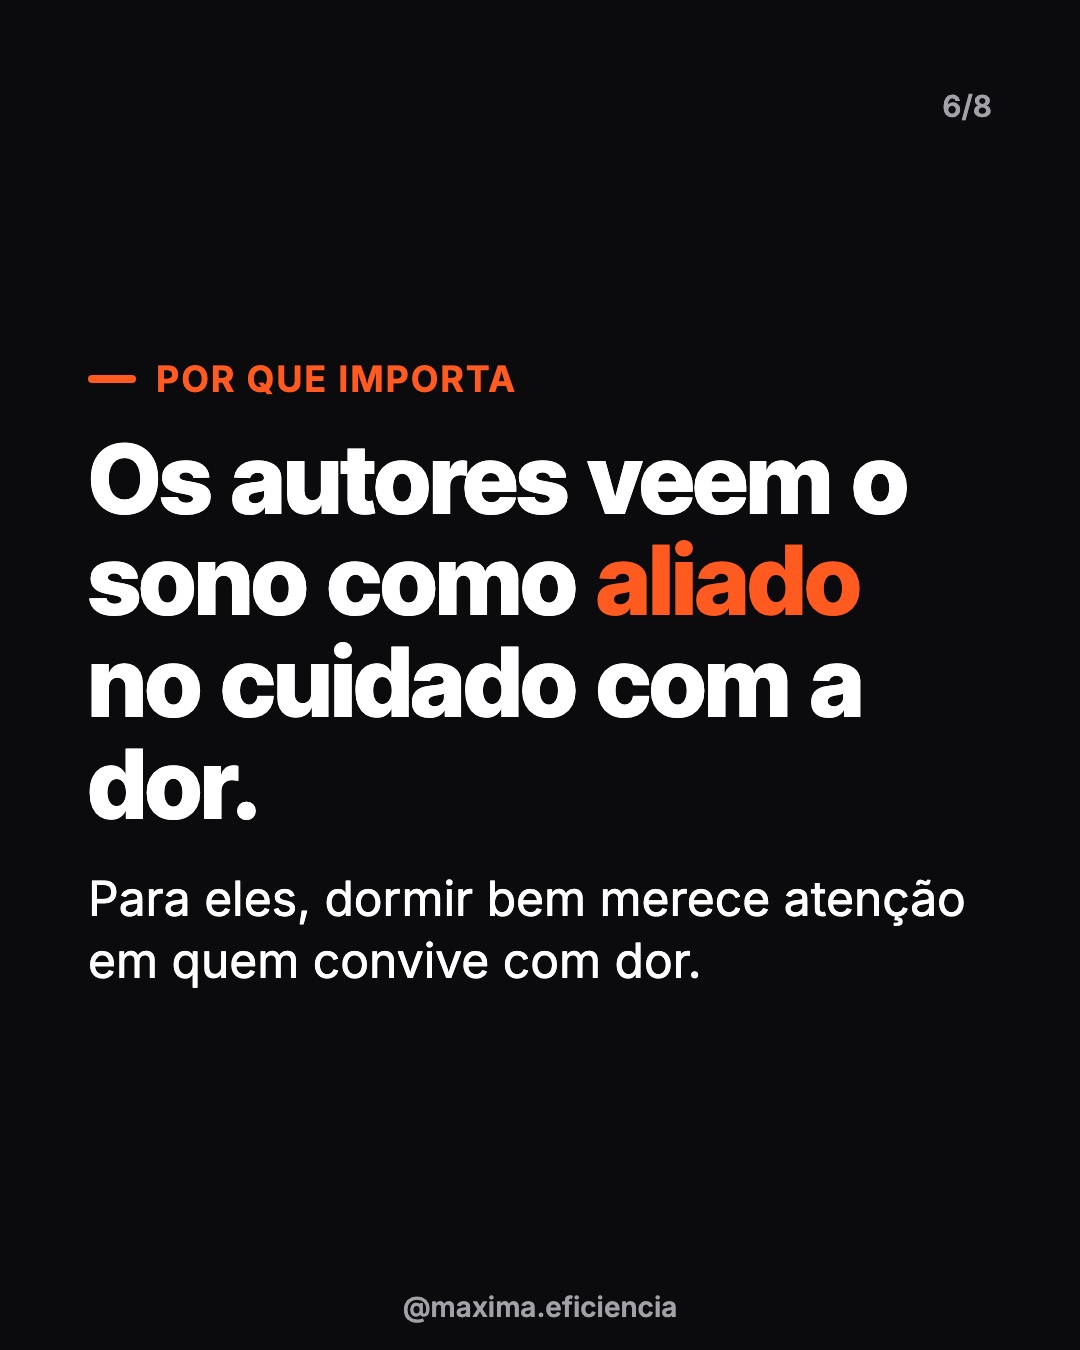 6/8
POR QUE IMPORTA
Os autores veem o
sono como aliado
no cuidado com a
dor.
Para eles, dormir bem merece atenção
em quem convive com dor.
@maxima.eficiencia